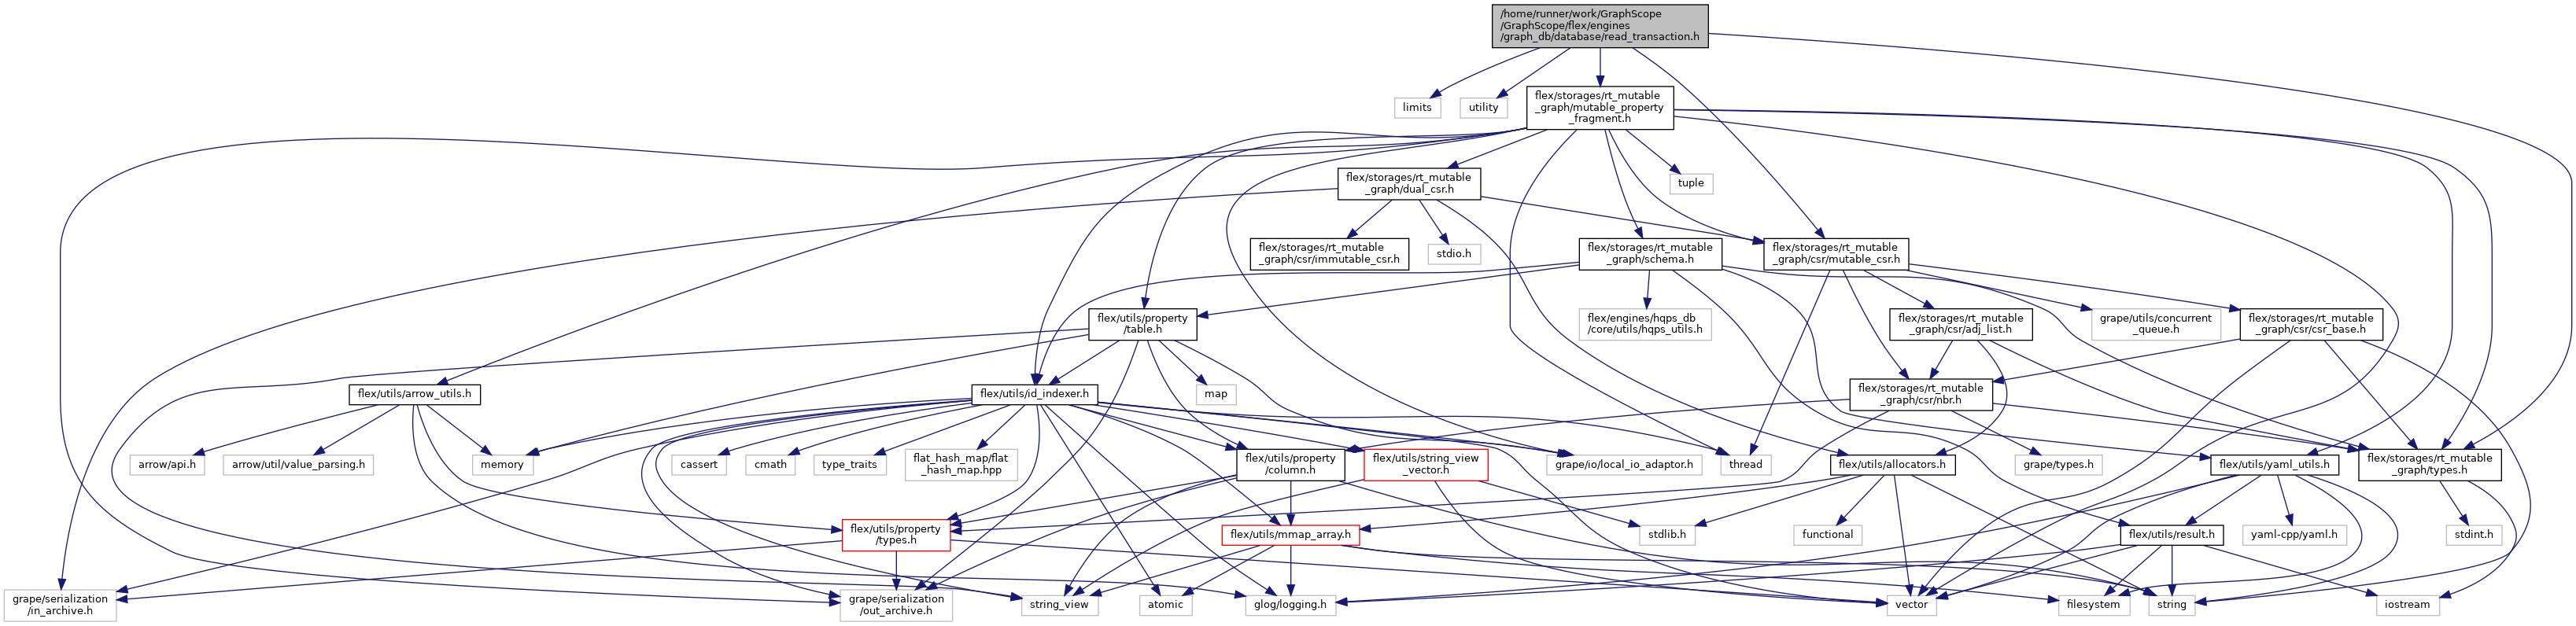 /home/runner/work/GraphScope
/GraphScope/flex/engines
/graph_db/database/read_transaction.h
limits
utility
flex/storages/rt_mutable
_graph/mutable_property
_fragment.h
flex/storages/rt_mutable
_graph/dual_csr.h
tuple
flex/storages/rt_mutable
_graph/csr/immutable_csr.h
stdio.h
flex/storages/rt_mutable
_graph/schema.h
flex/storages/rt_mutable
_graph/csr/mutable_csr.h
flex/utils/property
/table.h
flex/engines/hqps_db
/core/utils/hqps_utils.h
flex/storages/rt_mutable
_graph/csr/adj_list.h
grape/utils/concurrent
_queue.h
flex/storages/rt_mutable
_graph/csr/csr_base.h
flex/utils/arrow_utils.h
flex/utils/id_indexer.h
map
flex/storages/rt_mutable
_graph/csr/nbr.h
arrow/api.h
arrow/util/value_parsing.h
memory
cassert
cmath
type_traits
flat_hash_map/flat
_hash_map.hpp
flex/utils/property
/column.h
flex/utils/string_view
_vector.h
grape/io/local_io_adaptor.h
thread
flex/utils/allocators.h
grape/types.h
flex/utils/yaml_utils.h
flex/storages/rt_mutable
_graph/types.h
flex/utils/property
/types.h
flex/utils/mmap_array.h
stdlib.h
functional
flex/utils/result.h
yaml-cpp/yaml.h
stdint.h
grape/serialization
/in_archive.h
grape/serialization
/out_archive.h
string_view
atomic
glog/logging.h
vector
filesystem
string
iostream